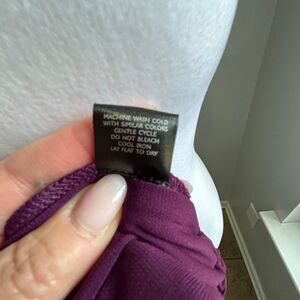 MACHINE WASH COLD
WITH SIMILAR COLORS
GENTLE CYCLE
DO NOT BLEACH
COOL IRON
LAY FLAT TO DRY